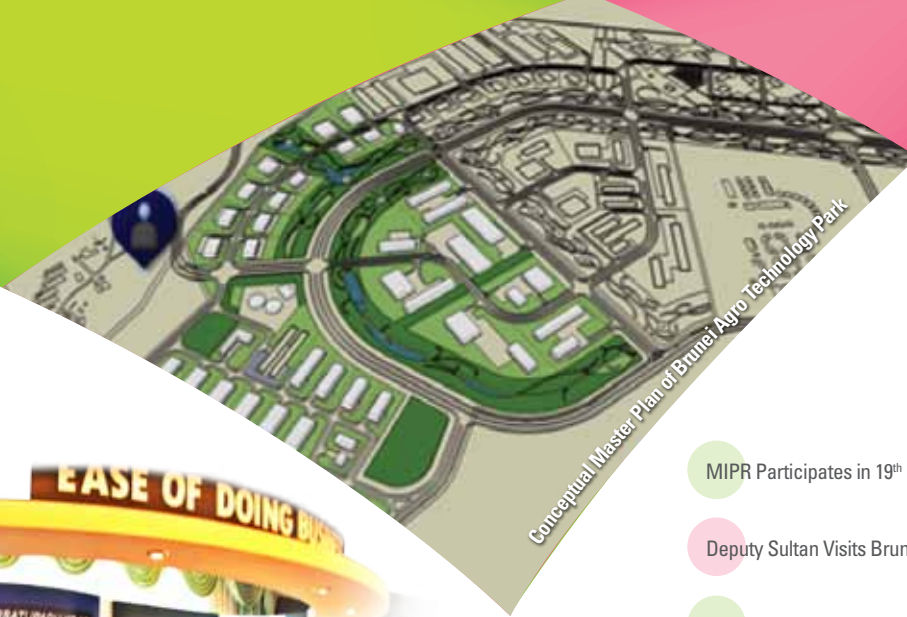 Conceptual Master Plan of Brunei Agro Technology Park
EASE OF DOING
MIPR Participates in 19th
Deputy Sultan Visits Brun